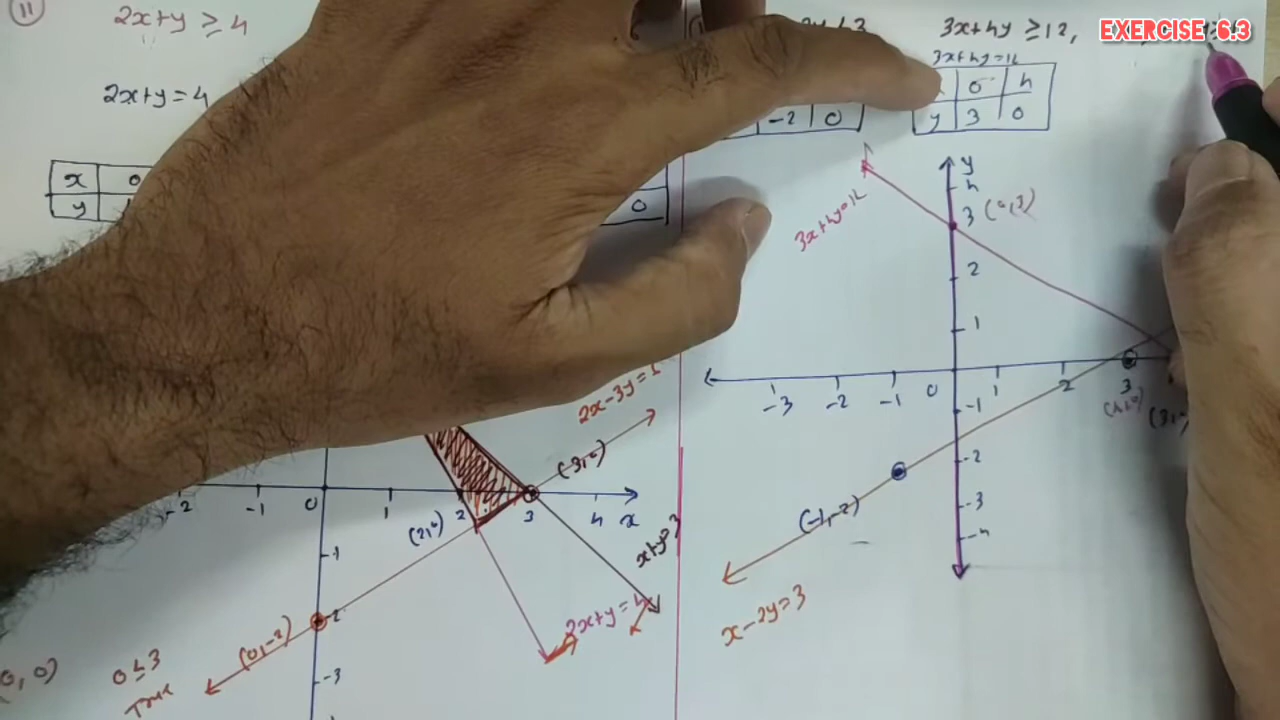 11
2x+y ≥ 4
2x+y = 4
x 0
y
0
2x-3y=
(3,0)
-2 -1 0 1 2 3 4 x
(2,0)
-1
x+y=3
2
(0,-2)
2x+y = 4
0 ≤ 3
True
0, 0)
-3
3x+4y ≥ 12,
EXERCISE 6.3
3x+4y=12
0 4
-2 0
y 3 0
y
4
3x+4y=12
3 (0,3)
2
1
-3 -2 -1 0 1 2 3
-1
-2
(-1,-2)
-3
-4
x-2y=3